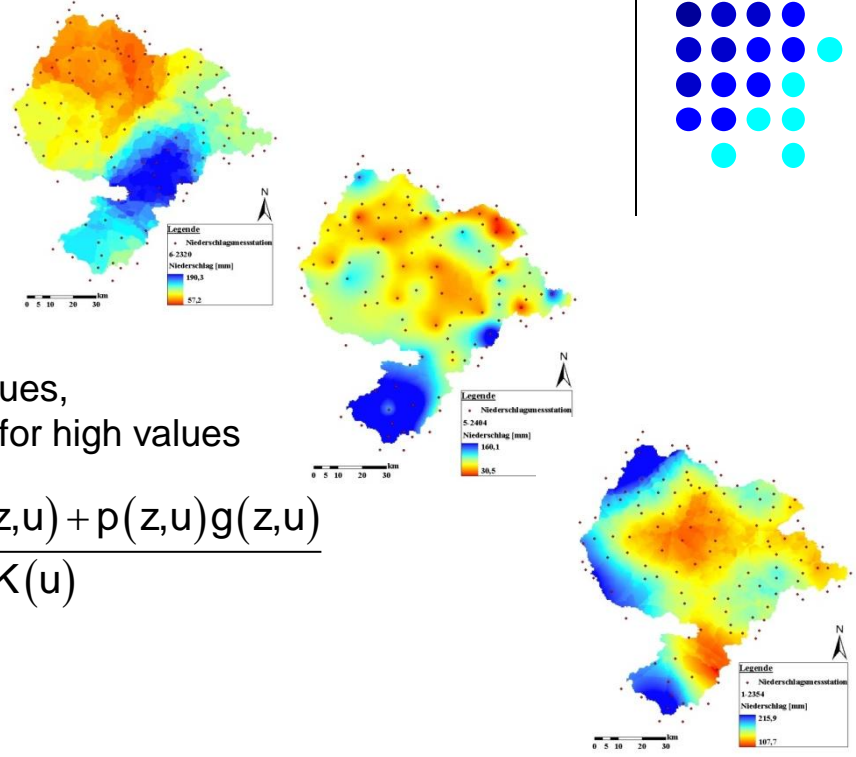 N
Legende
Niederschlagsmessstation
6-2320
Niederschlag [mm]
190,3
57,2
km
0 5 10 20 30
N
Legende
Niederschlagsmessstation
5-2404
Niederschlag [mm]
160,1
30,5
km
0 5 10 20 30
ues,
for high values
z,u) + p(z,u)g(z,u)
K(u)
N
Legende
Niederschlagsmessstation
1-2354
Niederschlag [mm]
215,9
107,7
km
0 5 10 20 30